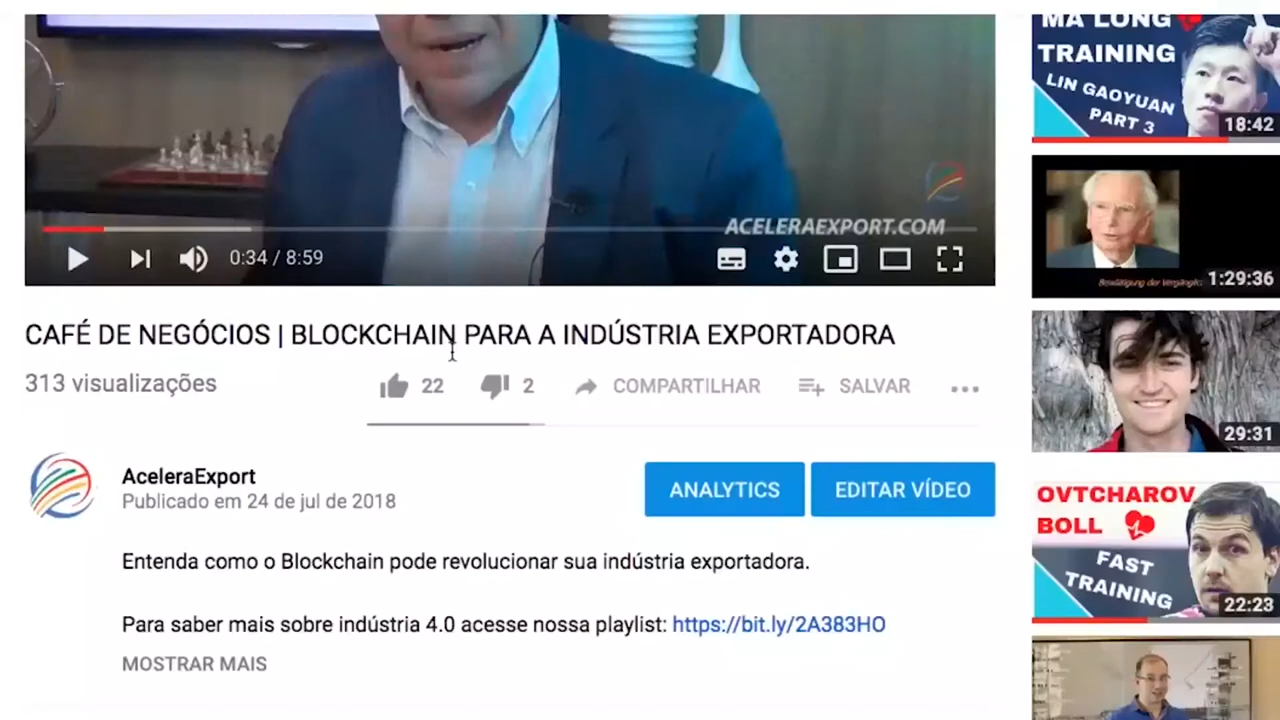 ACELERAEXPORT.COM
0:34 / 8:59
CAFÉ DE NEGÓCIOS | BLOCKCHAIN PARA A INDÚSTRIA EXPORTADORA
313 visualizações
22
2
COMPARTILHAR
SALVAR
AceleraExport
Publicado em 24 de jul de 2018
ANALYTICS
EDITAR VÍDEO
Entenda como o Blockchain pode revolucionar sua indústria exportadora.
Para saber mais sobre indústria 4.0 acesse nossa playlist: https://bit.ly/2A383HO
MOSTRAR MAIS
MA LONG
TRAINING
LIN GAOYUAN
PART 3
18:42
Bewältigung der
1:29:36
29:31
OVTCHAROV
BOLL
FAST
TRAINING
22:23